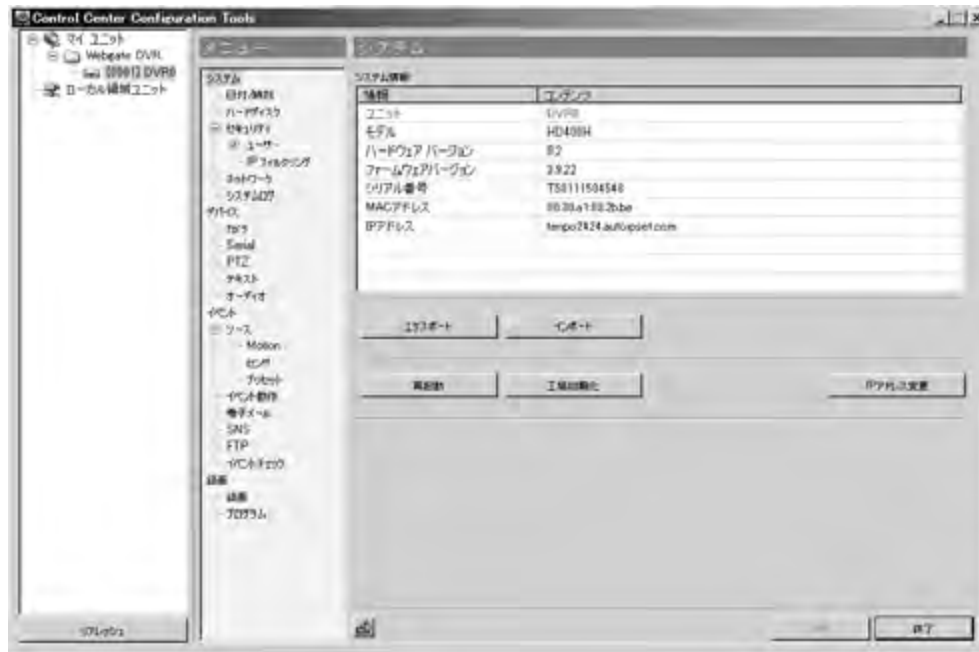 Control Center Configuration Tools
マイ ユニット
Webgate DVR
[0001] DVR8
ローカル領域ユニット
リフレッシュ
メニュー
システム
日付/時刻
ハードディスク
セキュリティ
ユーザー
IPフィルタリング
ネットワーク
システムログ
デバイス
カメラ
Serial
PTZ
テキスト
オーディオ
イベント
ソース
Motion
センサ
プリセット
イベント動作
電子メール
SNS
FTP
イベントチェック
録画
録画
プログラム
システム
システム情報
情報 コンテンツ
ユニット DVR8
モデル HD400H
ハードウェア バージョン
ファームウェアバージョン 3.9.22
シリアル番号
MACアドレス
IPアドレス
エクスポート インポート
再起動 工場初期化 IPアドレス変更
終了